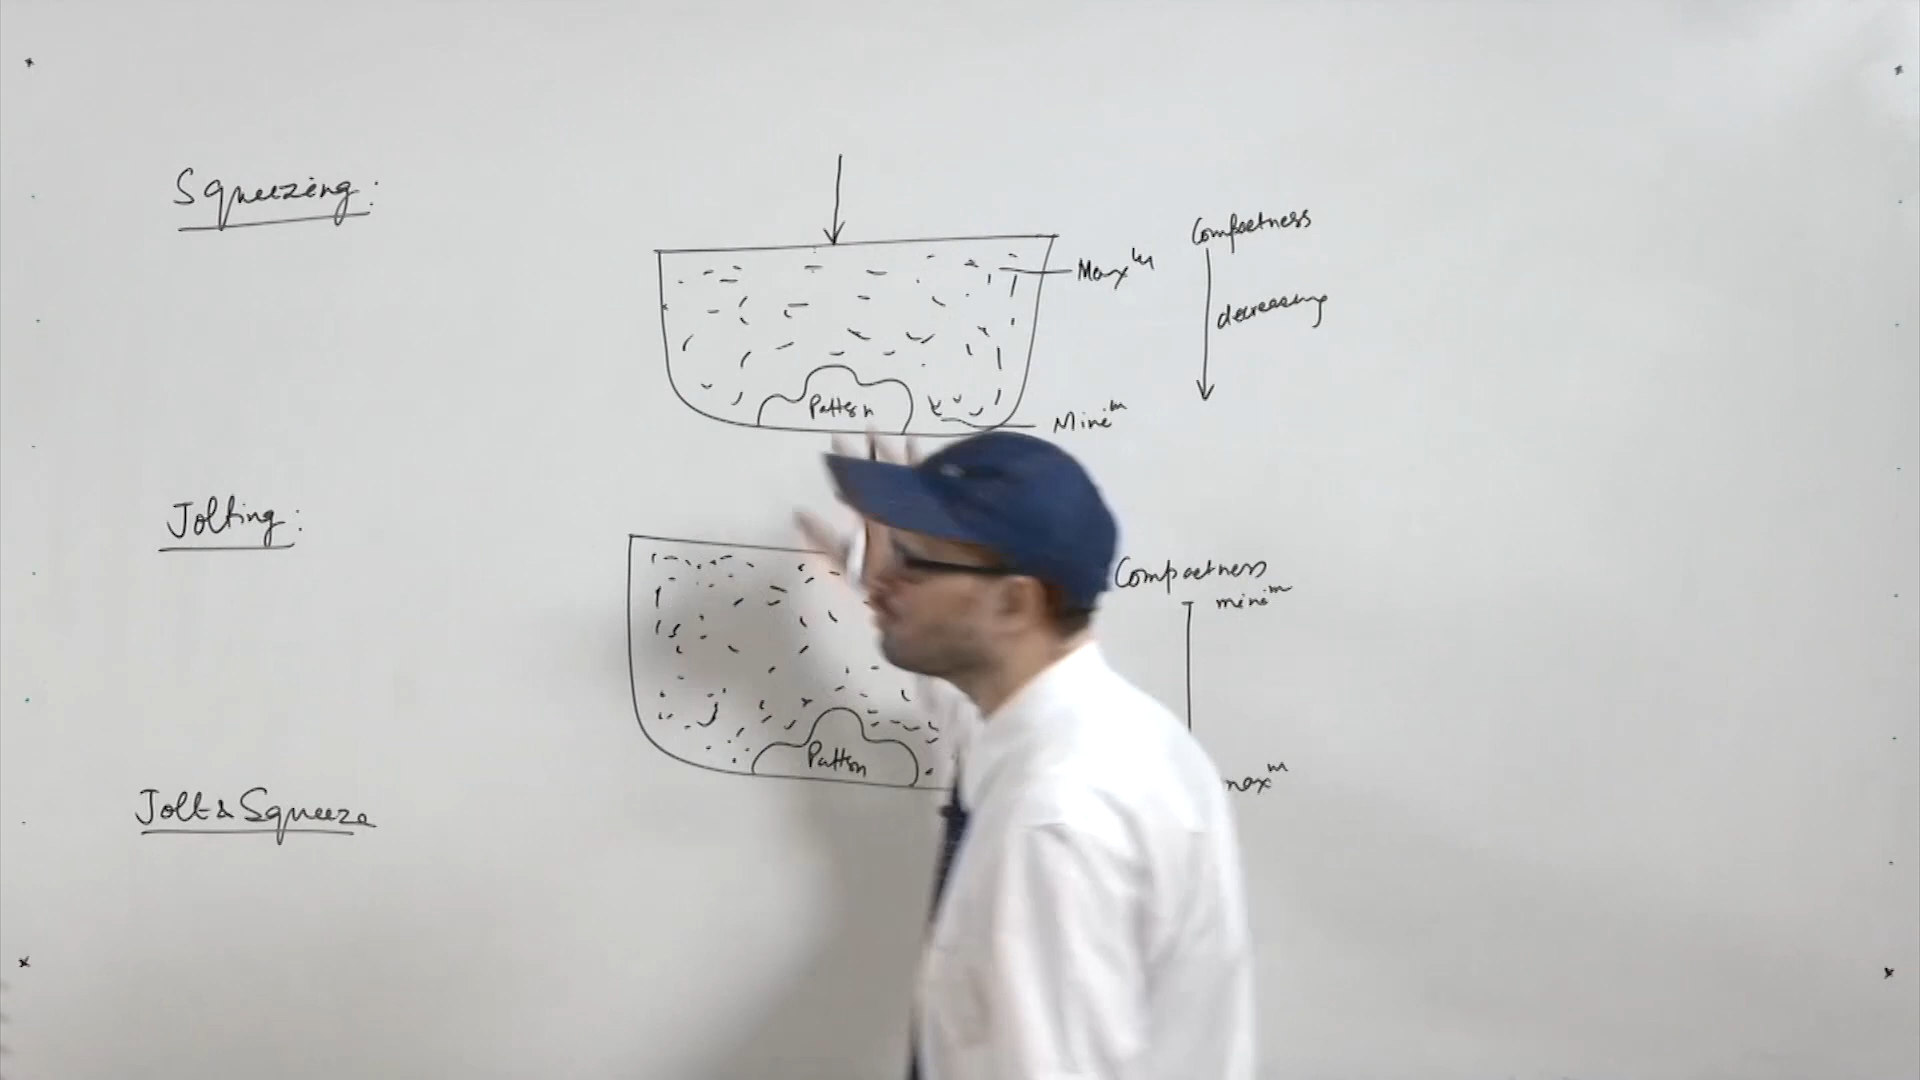 Squeezing:
Compactness
Maxᵐ
decreasing
Pattern
Miniᵐ
Jolting:
Compactness
miniᵐ
Pattern
maxᵐ
Jolt & Squeeze